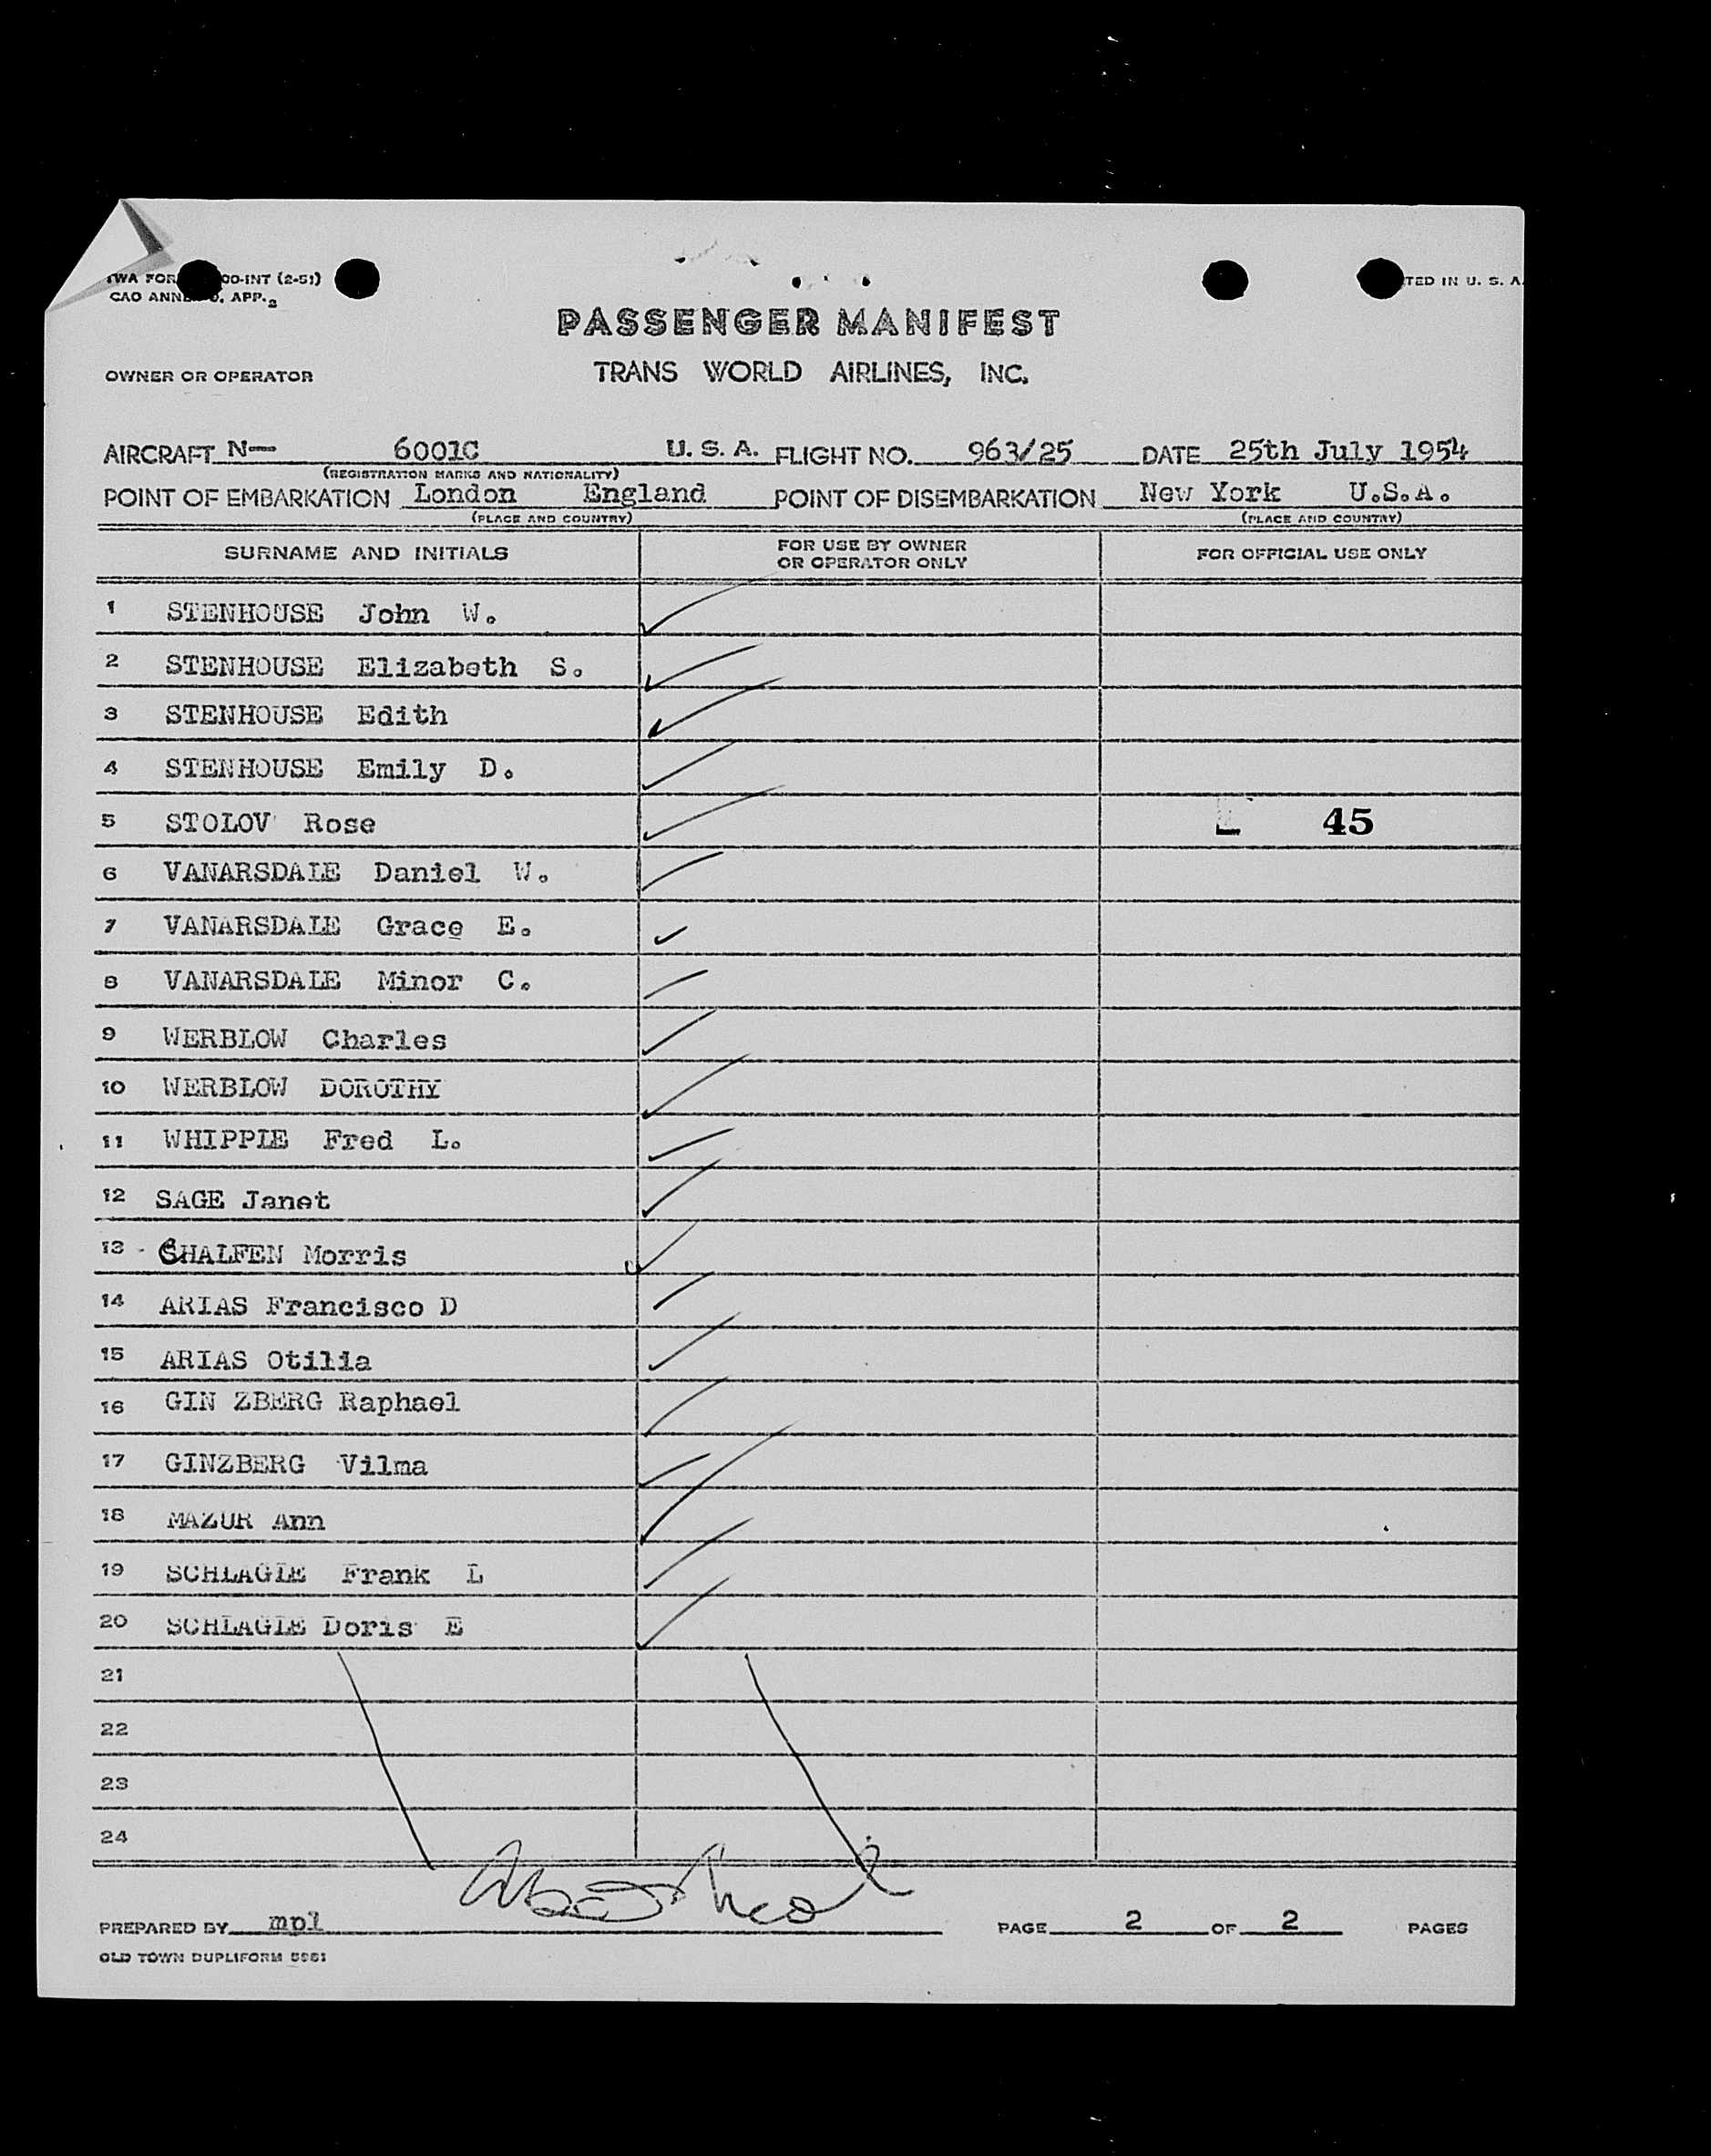 TWA FOR 00-INT (2-51)
CAO ANNE , APP. 2
TED IN U. S. A.
PASSENGER MANIFEST
OWNER OR OPERATOR
TRANS WORLD AIRLINES, INC.
AIRCRAFT N— 6001C U. S. A. FLIGHT NO. 963/25 DATE 25th July 1954
(REGISTRATION MARKS AND NATIONALITY)
POINT OF EMBARKATION London England POINT OF DISEMBARKATION New York U.S.A.
(PLACE AND COUNTRY) (PLACE AND COUNTRY)
SURNAME AND INITIALS
FOR USE BY OWNER
OR OPERATOR ONLY
FOR OFFICIAL USE ONLY
1 STENHOUSE John W.
2 STENHOUSE Elizabeth S.
3 STENHOUSE Edith
4 STENHOUSE Emily D.
5 STOLOV Rose L 45
6 VANARSDALE Daniel W.
7 VANARSDALE Grace E.
8 VANARSDALE Minor C.
9 WERBLOW Charles
10 WERBLOW DOROTHY
11 WHIPPLE Fred L.
12 SAGE Janet
13 - CHALFEN Morris
14 ARIAS Francisco D
15 ARIAS Otilia
16 GIN ZBERG Raphael
17 GINZBERG Vilma
18 MAZUR Ann
19 SCHLAGLE Frank L
20 SCHLAGLE Doris E
21
22
23
24
PREPARED BY mpl PAGE 2 OF 2 PAGES
OLD TOWN DUPLIFORM